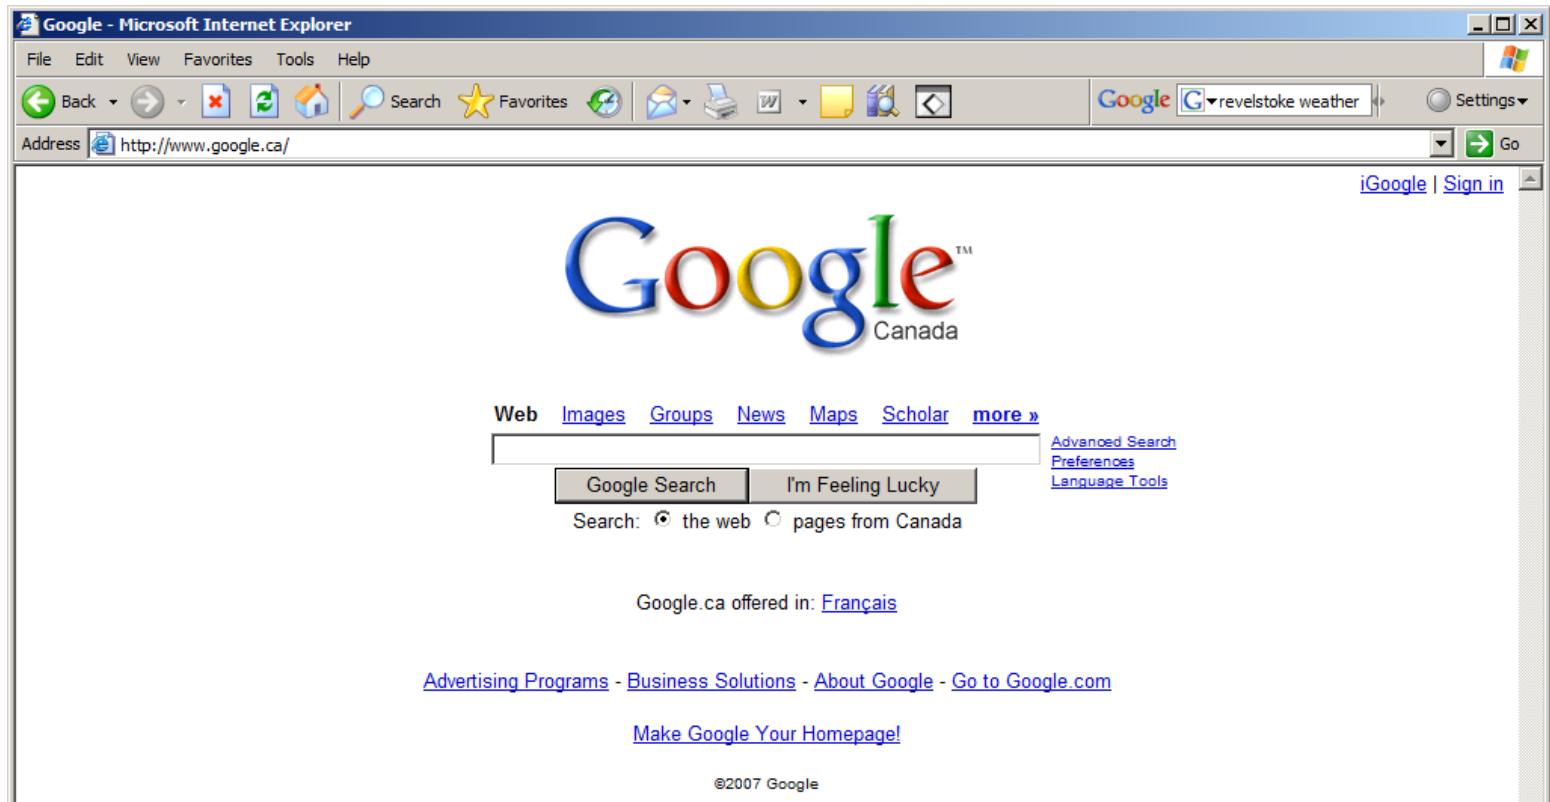 Google - Microsoft Internet Explorer
File Edit View Favorites Tools Help
Back Search Favorites W Google G revelstoke weather Settings
Address http://www.google.ca/ Go
iGoogle | Sign in
Google™
Canada
Web Images Groups News Maps Scholar more »
Advanced Search
Preferences
Language Tools
Google Search I'm Feeling Lucky
Search: the web pages from Canada
Google.ca offered in: Français
Advertising Programs - Business Solutions - About Google - Go to Google.com
Make Google Your Homepage!
©2007 Google